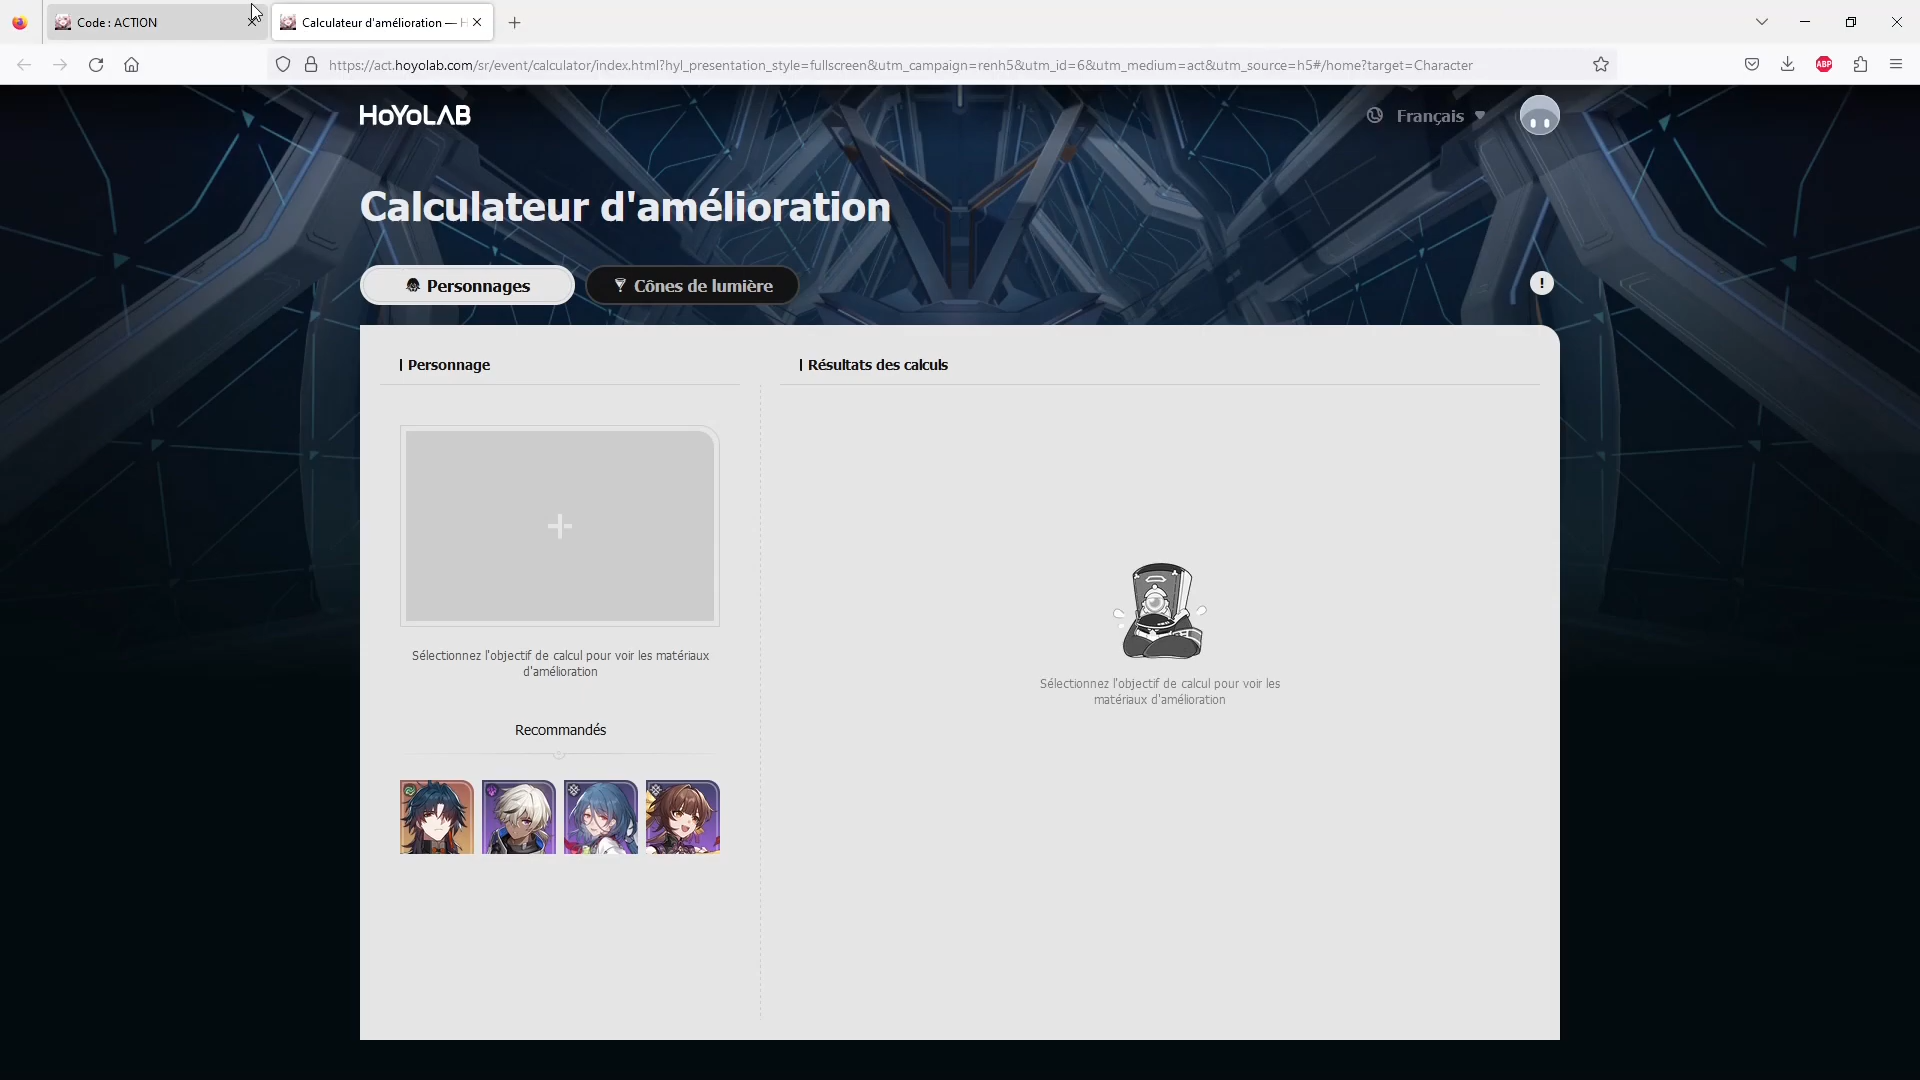 Code : ACTION
Calculateur d'amélioration — H
https://act.hoyolab.com/sr/event/calculator/index.html?hyl_presentation_style=fullscreen&utm_campaign=renh5&utm_id=6&utm_medium=act&utm_source=h5#/home?target=Character
ABP
HoYoLAB
Français
Calculateur d'amélioration
Personnages
Cônes de lumière
!
Personnage
Résultats des calculs
Sélectionnez l'objectif de calcul pour voir les matériaux
d'amélioration
Sélectionnez l'objectif de calcul pour voir les
matériaux d'amélioration
Recommandés